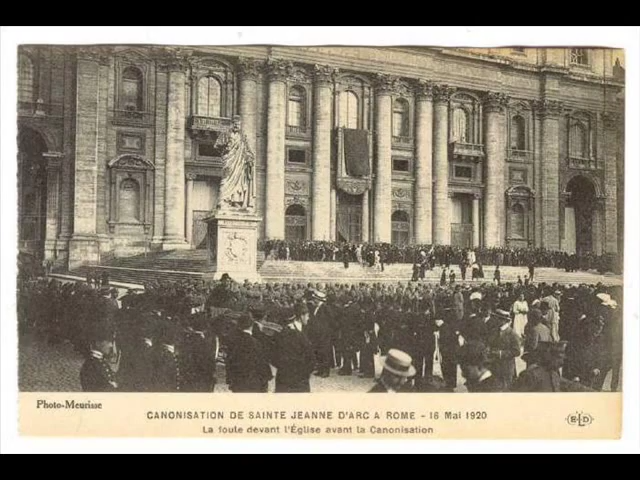 Photo-Meurisse
CANONISATION DE SAINTE JEANNE D'ARC A ROME - 16 Mai 1920
La foule devant l'Église avant la Canonisation
ELD